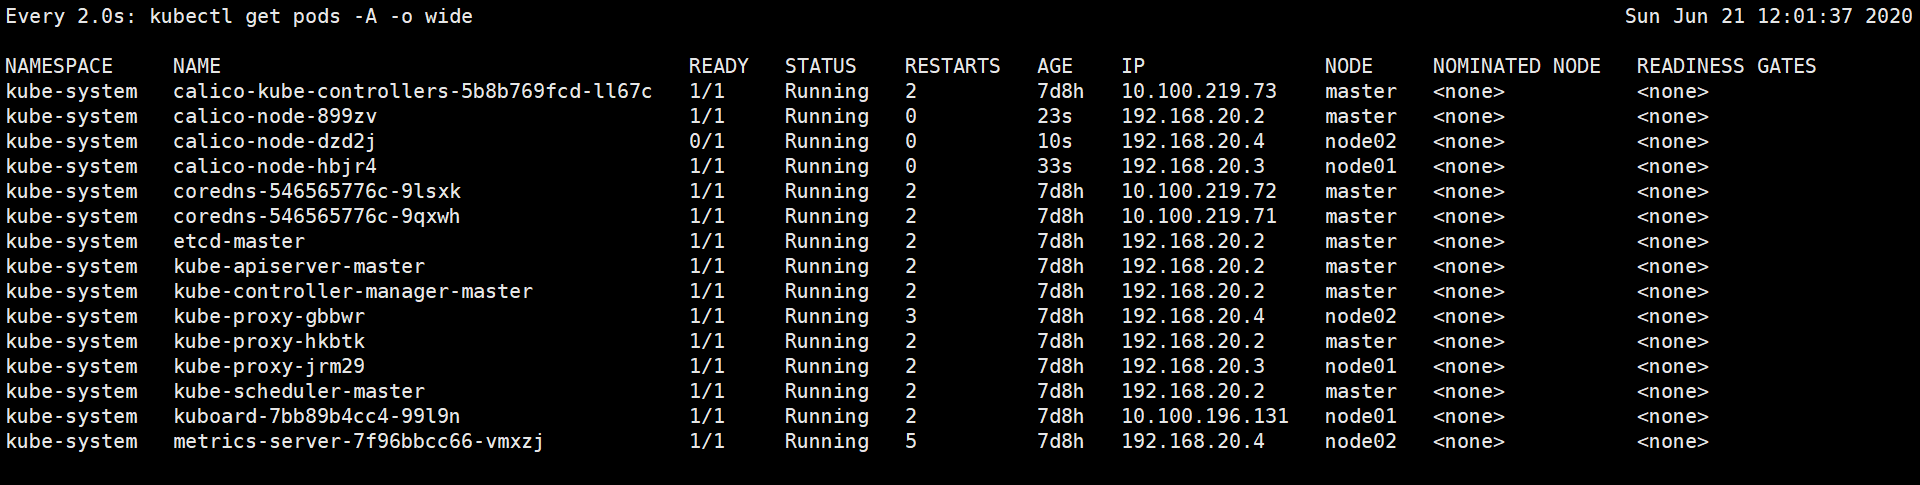 Every 2.0s: kubectl get pods -A -o wide Sun Jun 21 12:01:37 2020
NAMESPACE NAME READY STATUS RESTARTS AGE IP NODE NOMINATED NODE READINESS GATES
kube-system calico-kube-controllers-5b8b769fcd-ll67c 1/1 Running 2 7d8h 10.100.219.73 master <none> <none>
kube-system calico-node-899zv 1/1 Running 0 23s 192.168.20.2 master <none> <none>
kube-system calico-node-dzd2j 0/1 Running 0 10s 192.168.20.4 node02 <none> <none>
kube-system calico-node-hbjr4 1/1 Running 0 33s 192.168.20.3 node01 <none> <none>
kube-system coredns-546565776c-9lsxk 1/1 Running 2 7d8h 10.100.219.72 master <none> <none>
kube-system coredns-546565776c-9qxwh 1/1 Running 2 7d8h 10.100.219.71 master <none> <none>
kube-system etcd-master 1/1 Running 2 7d8h 192.168.20.2 master <none> <none>
kube-system kube-apiserver-master 1/1 Running 2 7d8h 192.168.20.2 master <none> <none>
kube-system kube-controller-manager-master 1/1 Running 2 7d8h 192.168.20.2 master <none> <none>
kube-system kube-proxy-gbbwr 1/1 Running 3 7d8h 192.168.20.4 node02 <none> <none>
kube-system kube-proxy-hkbtk 1/1 Running 2 7d8h 192.168.20.2 master <none> <none>
kube-system kube-proxy-jrm29 1/1 Running 2 7d8h 192.168.20.3 node01 <none> <none>
kube-system kube-scheduler-master 1/1 Running 2 7d8h 192.168.20.2 master <none> <none>
kube-system kuboard-7bb89b4cc4-99l9n 1/1 Running 2 7d8h 10.100.196.131 node01 <none> <none>
kube-system metrics-server-7f96bbcc66-vmxzj 1/1 Running 5 7d8h 192.168.20.4 node02 <none> <none>